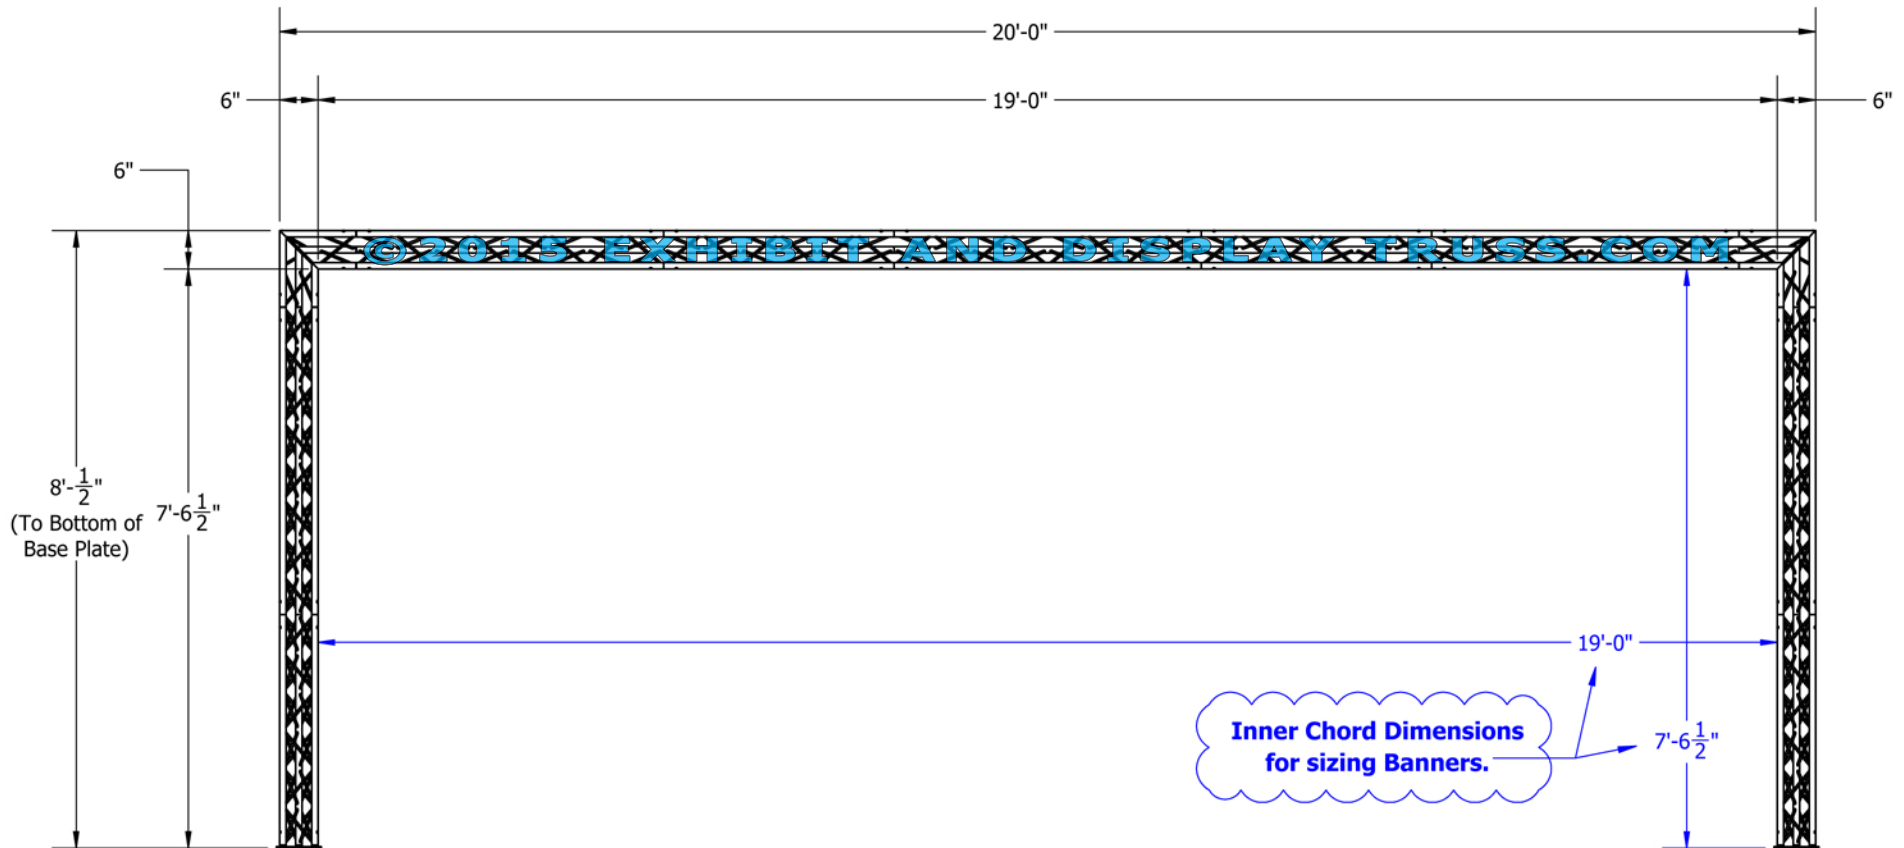 20'-0"
6"
19'-0"
6"
6"
©2015 EXHIBIT AND DISPLAY TRUSS.COM
8'-1/2"
(To Bottom of
Base Plate)
7'-6 1/2"
19'-0"
Inner Chord Dimensions
for sizing Banners.
7'-6 1/2"